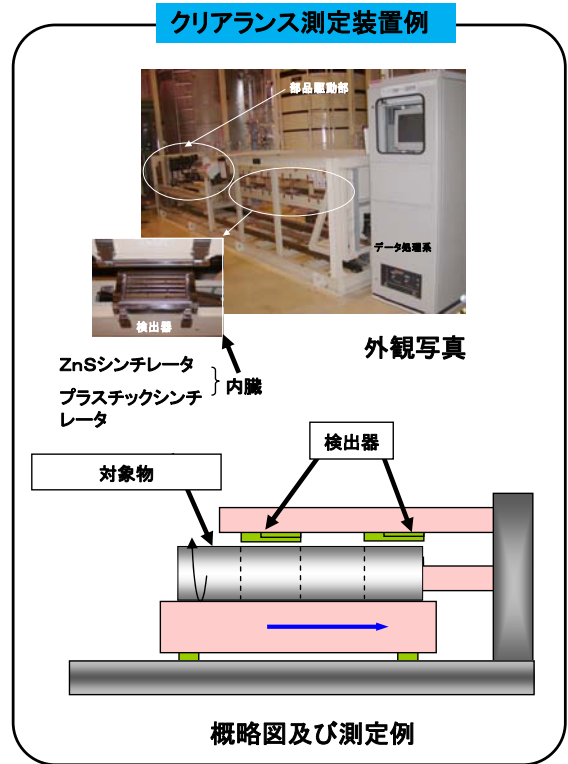 クリアランス測定装置例
部品駆動部
データ処理系
検出器
外観写真
ZnSシンチレータ
プラスチックシンチ
レータ
内臓
検出器
対象物
概略図及び測定例